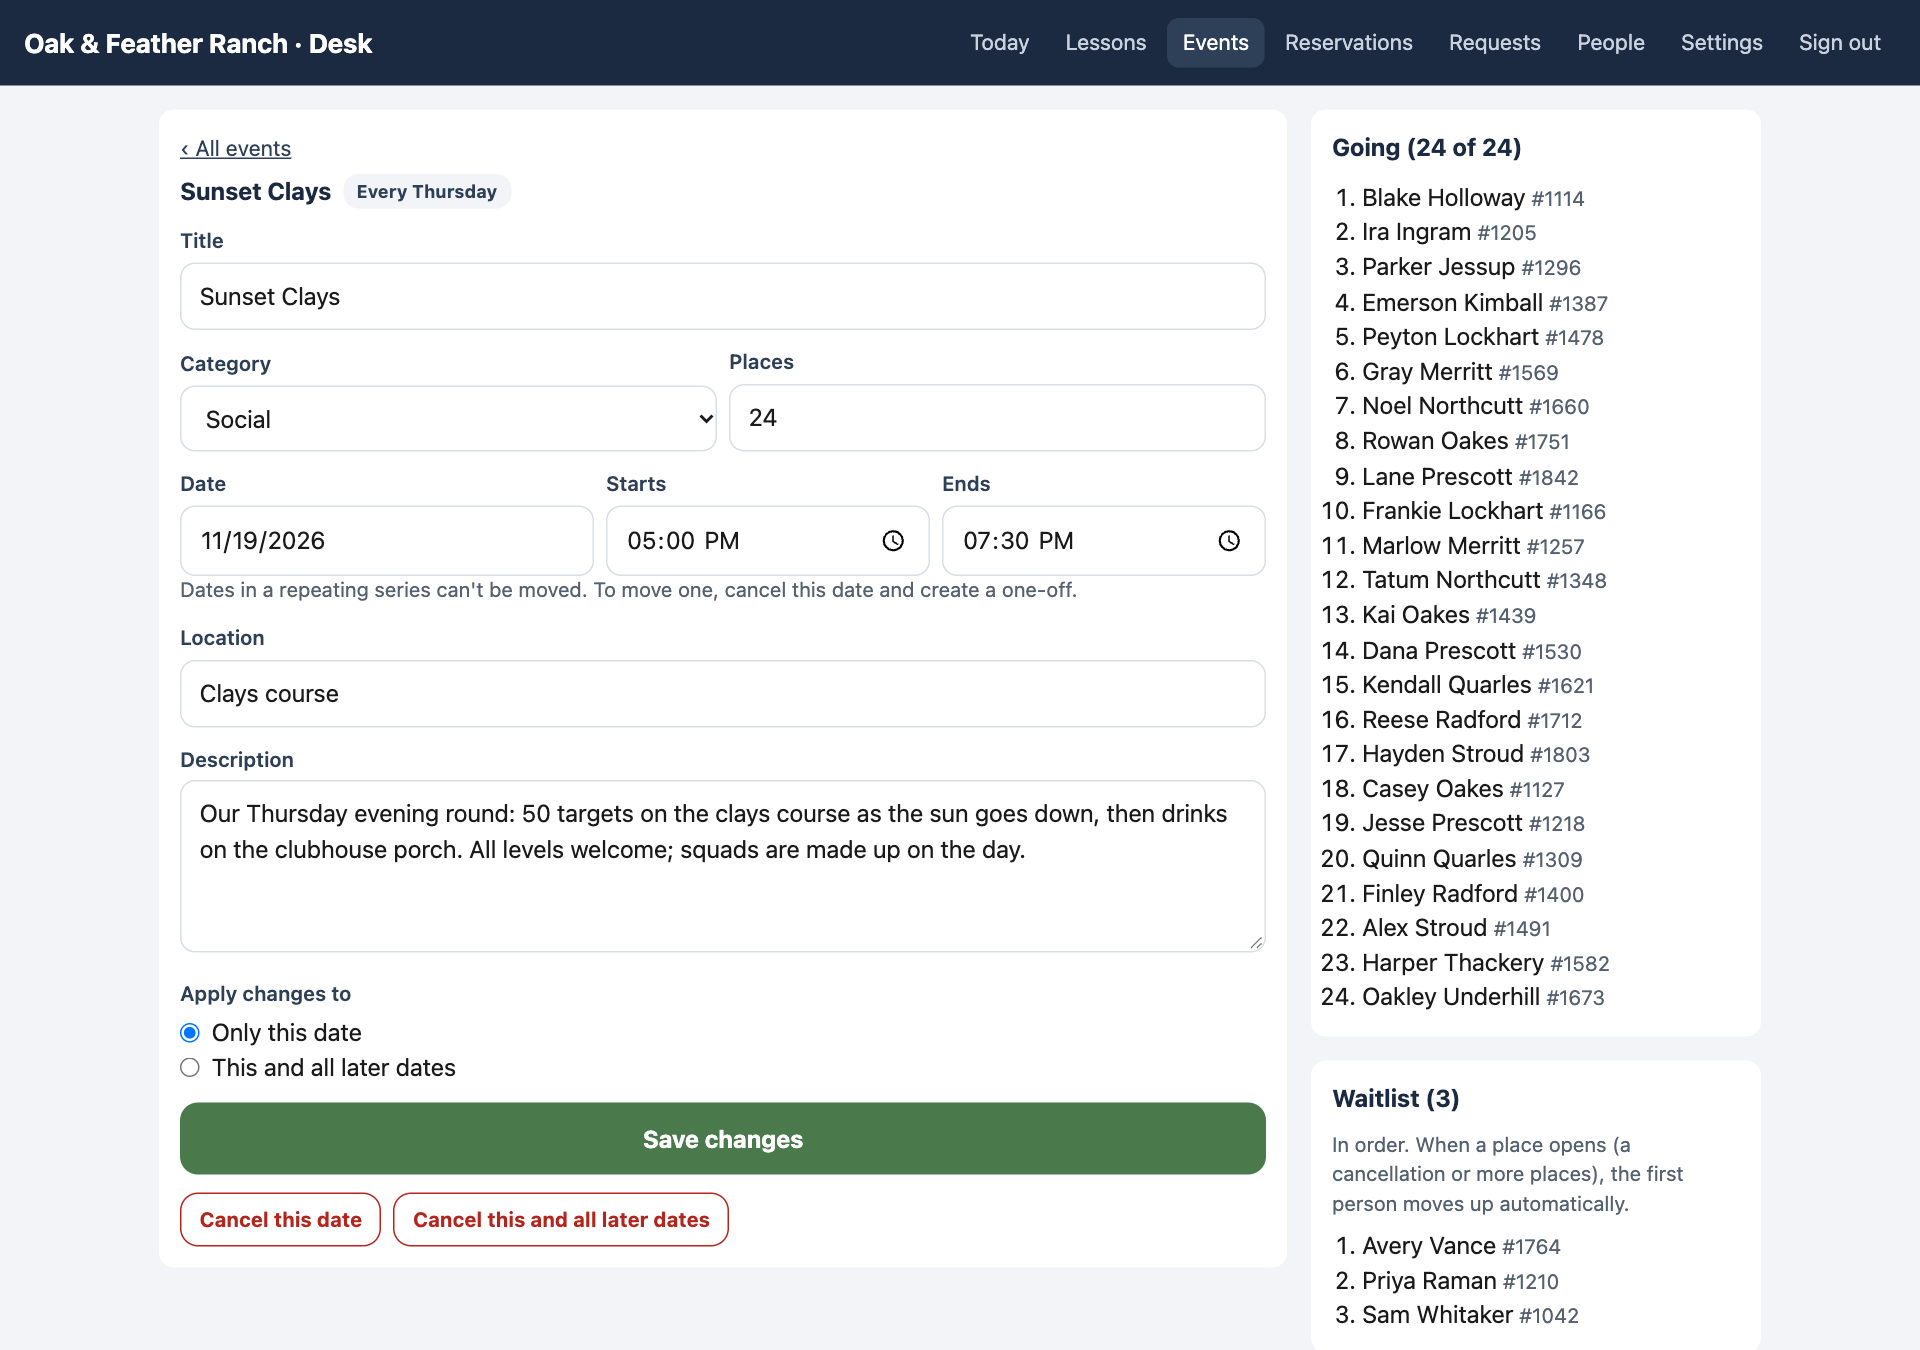 Oak & Feather Ranch · Desk
Today
Lessons
Events
Reservations
Requests
People
Settings
Sign out
‹ All events
Sunset Clays
Every Thursday
Title
Sunset Clays
Category
Places
Social
24
Date
Starts
Ends
11/19/2026
05:00 PM
07:30 PM
Dates in a repeating series can't be moved. To move one, cancel this date and create a one-off.
Location
Clays course
Description
Our Thursday evening round: 50 targets on the clays course as the sun goes down, then drinks
on the clubhouse porch. All levels welcome; squads are made up on the day.
Apply changes to
Only this date
This and all later dates
Save changes
Cancel this date
Cancel this and all later dates
Going (24 of 24)
1. Blake Holloway #1114
2. Ira Ingram #1205
3. Parker Jessup #1296
4. Emerson Kimball #1387
5. Peyton Lockhart #1478
6. Gray Merritt #1569
7. Noel Northcutt #1660
8. Rowan Oakes #1751
9. Lane Prescott #1842
10. Frankie Lockhart #1166
11. Marlow Merritt #1257
12. Tatum Northcutt #1348
13. Kai Oakes #1439
14. Dana Prescott #1530
15. Kendall Quarles #1621
16. Reese Radford #1712
17. Hayden Stroud #1803
18. Casey Oakes #1127
19. Jesse Prescott #1218
20. Quinn Quarles #1309
21. Finley Radford #1400
22. Alex Stroud #1491
23. Harper Thackery #1582
24. Oakley Underhill #1673
Waitlist (3)
In order. When a place opens (a
cancellation or more places), the first
person moves up automatically.
1. Avery Vance #1764
2. Priya Raman #1210
3. Sam Whitaker #1042